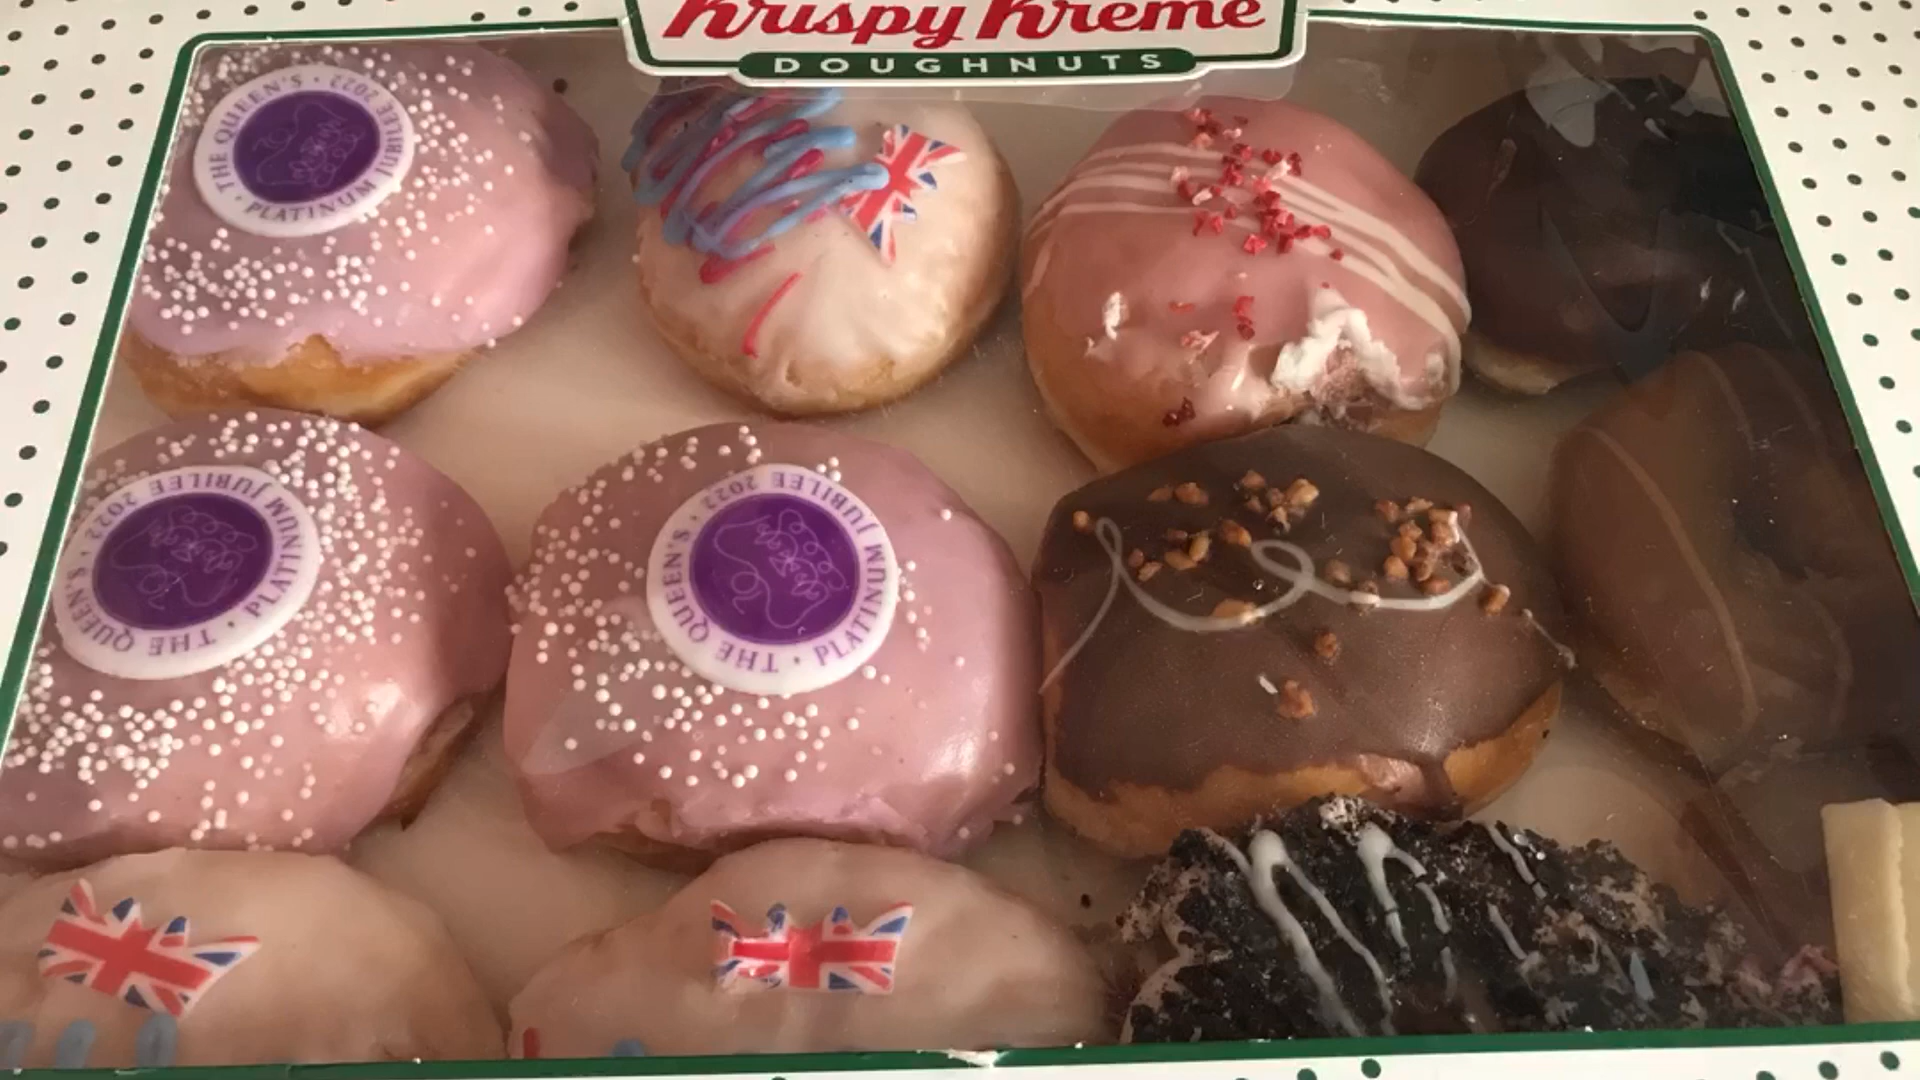 Krispy Kreme
DOUGHNUTS
THE QUEEN'S · PLATINUM JUBILEE 2022 ·
THE QUEEN'S · PLATINUM JUBILEE 2022 ·
THE QUEEN'S · PLATINUM JUBILEE 2022 ·